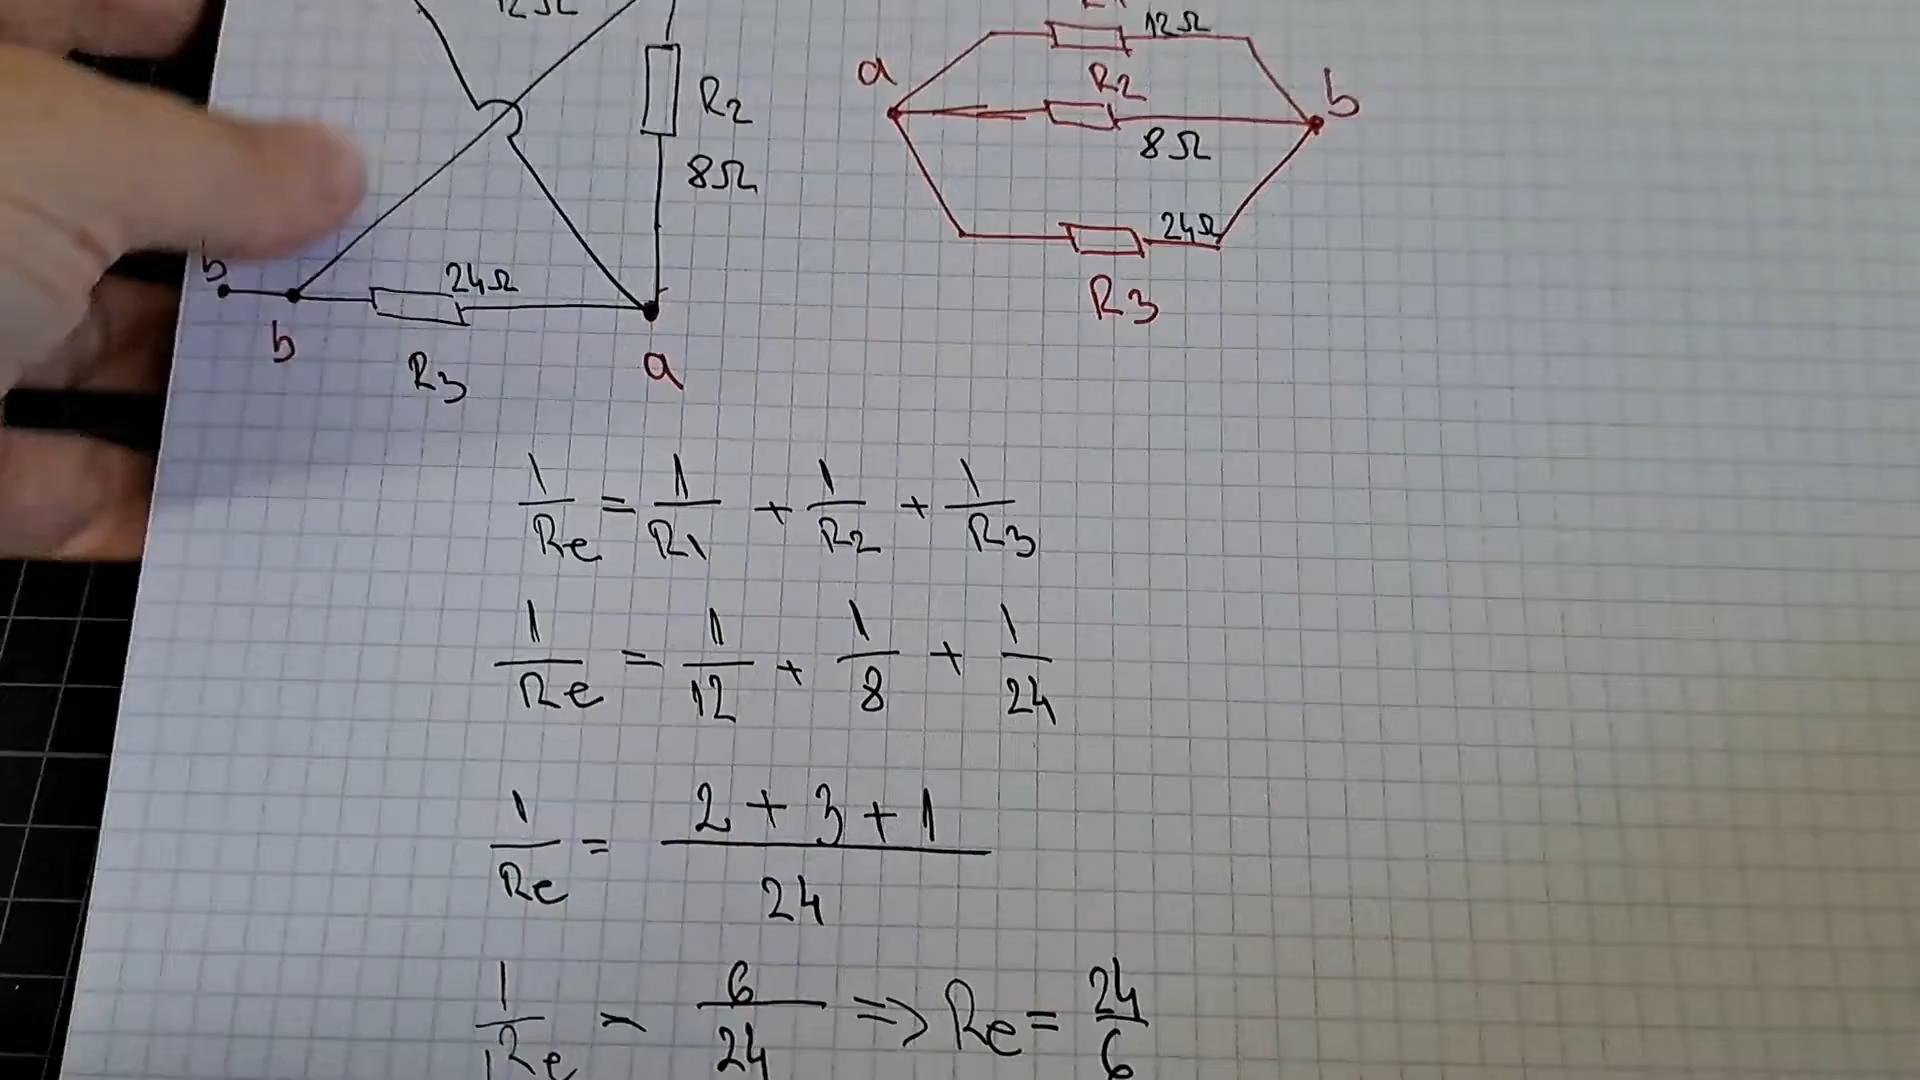 12Ω
R2
8Ω
b
24Ω
b
R3
a
12Ω
a
R2
b
8Ω
24Ω
R3
1/Re = 1/R1 + 1/R2 + 1/R3
1/Re = 1/12 + 1/8 + 1/24
1/Re = 2 + 3 + 1/24
1/Re = 6/24 => Re = 24/6